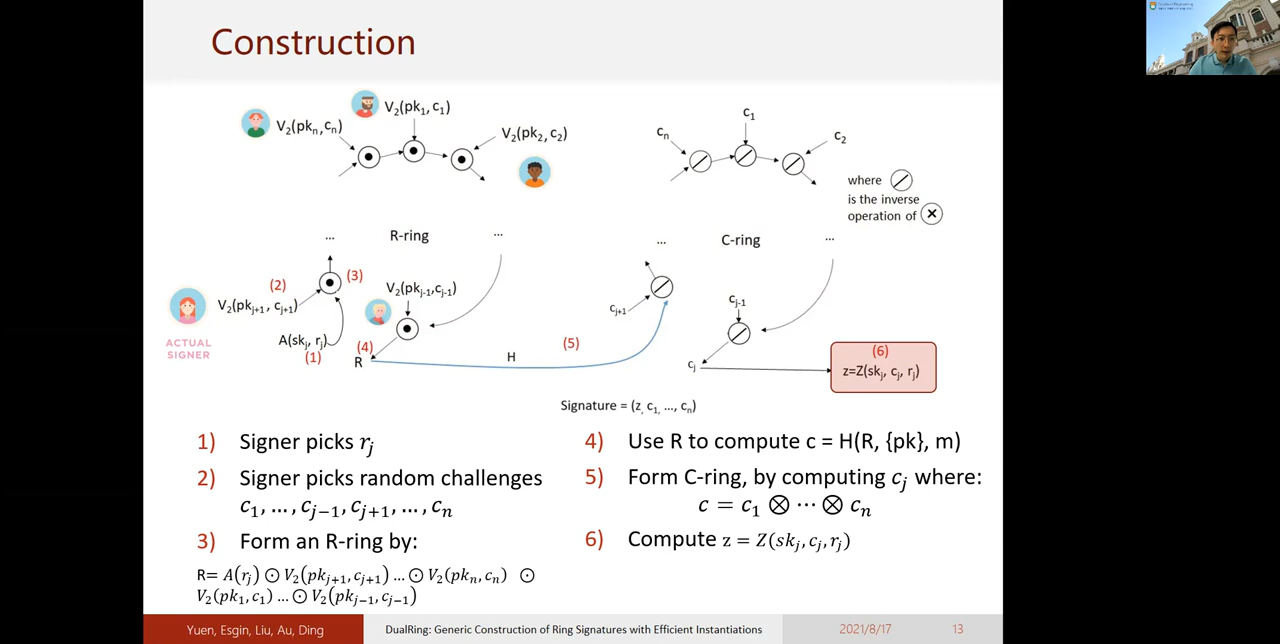 Construction
V₂(pkₙ,cₙ)
V₂(pk₁,c₁)
V₂(pk₂,c₂)
cₙ
c₁
c₂
where ⊘
is the inverse
operation of ⊗
...
R-ring
...
...
C-ring
...
(2)
(3)
V₂(pkⱼ₊₁, cⱼ₊₁)
V₂(pkⱼ₋₁,cⱼ₋₁)
cⱼ₊₁
cⱼ₋₁
ACTUAL
SIGNER
A(skⱼ, rⱼ)
(1)
(4)
R
H
(5)
cⱼ
(6)
z=Z(skⱼ, cⱼ, rⱼ)
Signature = (z, c₁, ..., cₙ)
1) Signer picks rⱼ
2) Signer picks random challenges
c₁, ..., cⱼ₋₁, cⱼ₊₁, ..., cₙ
3) Form an R-ring by:
R= A(rⱼ) ⊙ V₂(pkⱼ₊₁, cⱼ₊₁) ... ⊙ V₂(pkₙ, cₙ) ⊙
V₂(pk₁, c₁) ... ⊙ V₂(pkⱼ₋₁, cⱼ₋₁)
4) Use R to compute c = H(R, {pk}, m)
5) Form C-ring, by computing cⱼ where:
c = c₁ ⊗ ⋯ ⊗ cₙ
6) Compute z = Z(skⱼ, cⱼ, rⱼ)
Yuen, Esgin, Liu, Au, Ding
DualRing: Generic Construction of Ring Signatures with Efficient Instantiations
2021/8/17
13